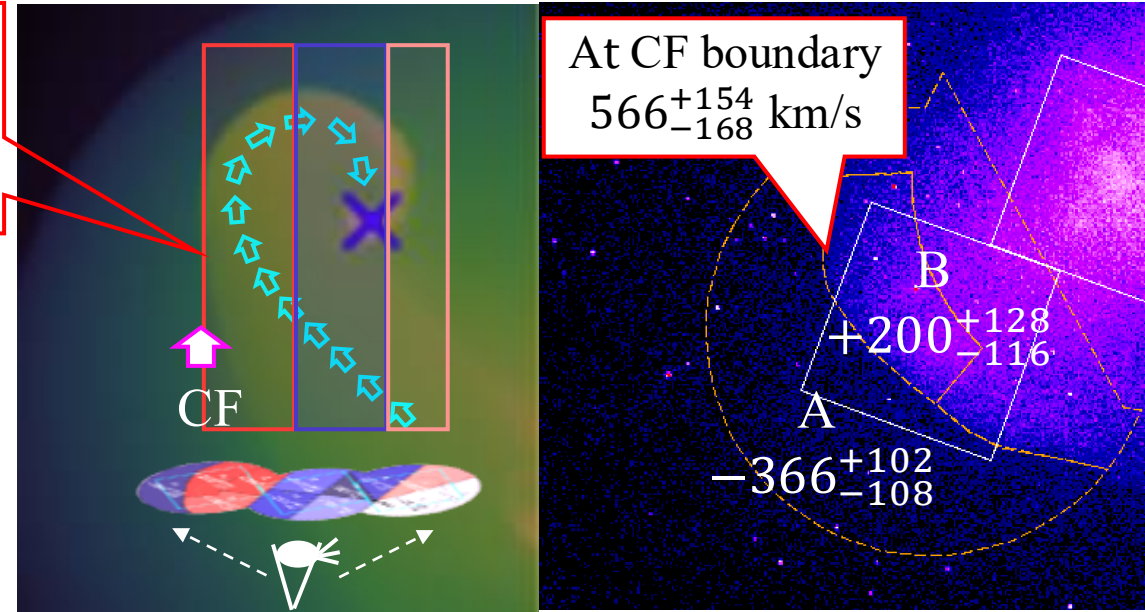 At CF boundary
566+154−168 km/s
CF
B
+200+128−116
A
−366+102−108